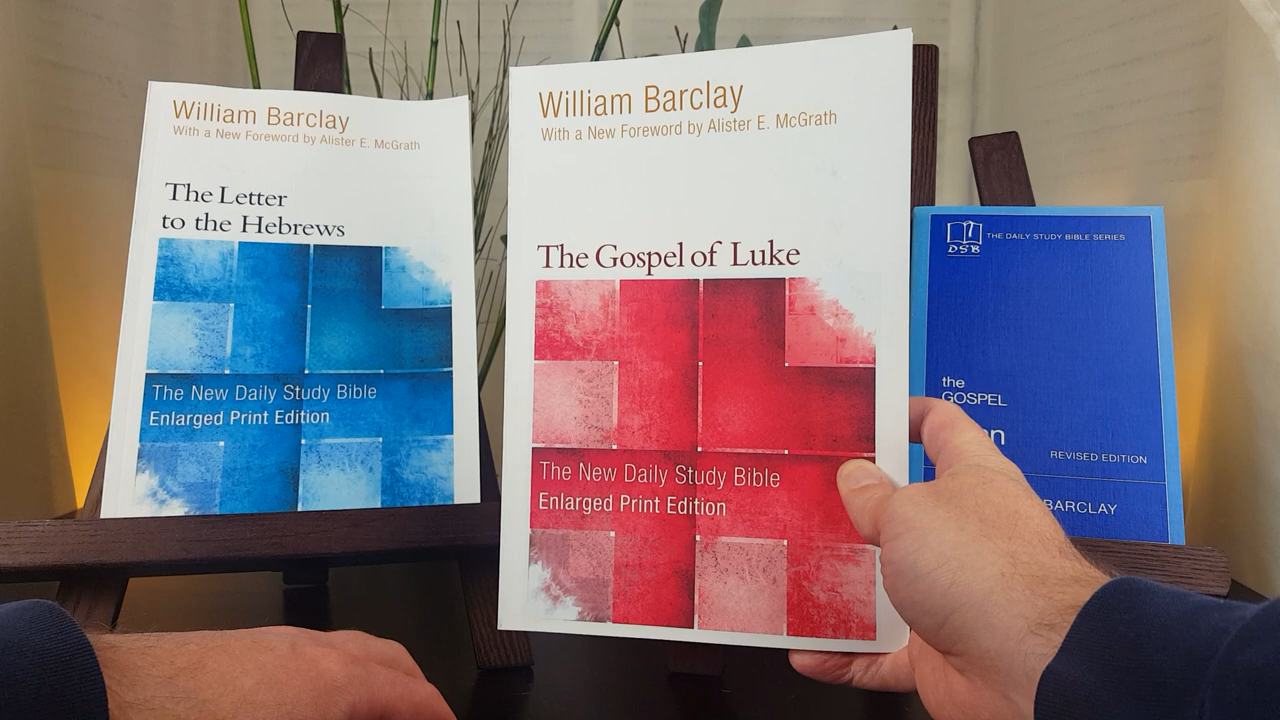 William Barclay
With a New Foreword by Alister E. McGrath
The Letter
to the Hebrews
The New Daily Study Bible
Enlarged Print Edition
William Barclay
With a New Foreword by Alister E. McGrath
The Gospel of Luke
The New Daily Study Bible
Enlarged Print Edition
DSB
THE DAILY STUDY BIBLE SERIES
the
GOSPEL
REVISED EDITION
BARCLAY